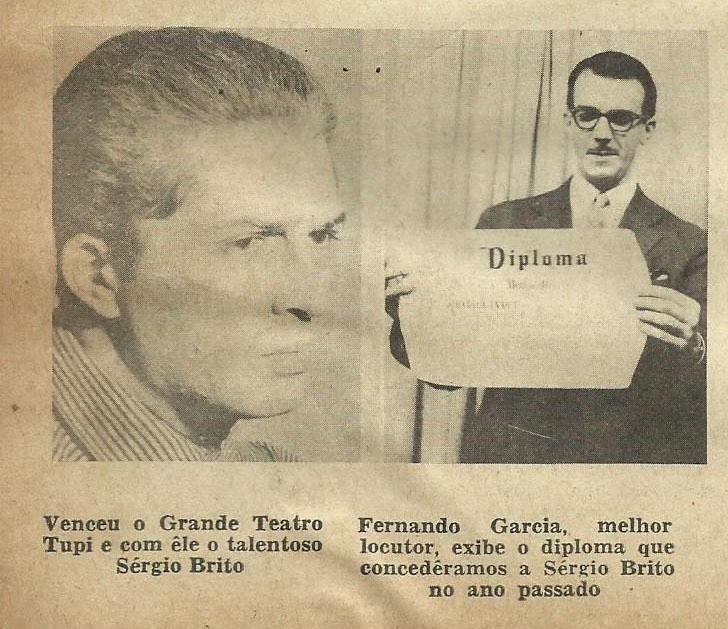 Diploma
Venceu o Grande Teatro
Tupi e com êle o talentoso
Sérgio Brito
Fernando Garcia, melhor
locutor, exibe o diploma que
concedêramos a Sérgio Brito
no ano passado